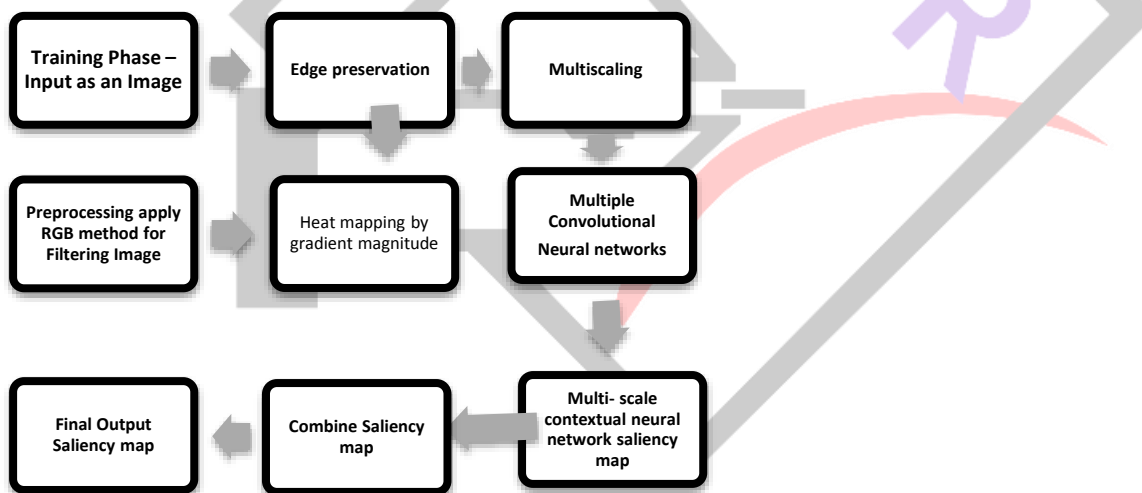 Training Phase –
Input as an Image
Edge preservation
Multiscaling
Preprocessing apply
RGB method for
Filtering Image
Heat mapping by
gradient magnitude
Multiple
Convolutional
Neural networks
Final Output
Saliency map
Combine Saliency
map
Multi- scale
contextual neural
network saliency
map
R